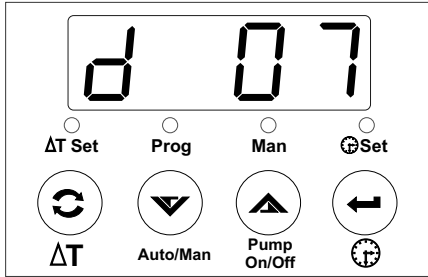 d 07
ΔT Set Prog Man Set
ΔT Auto/Man Pump On/Off